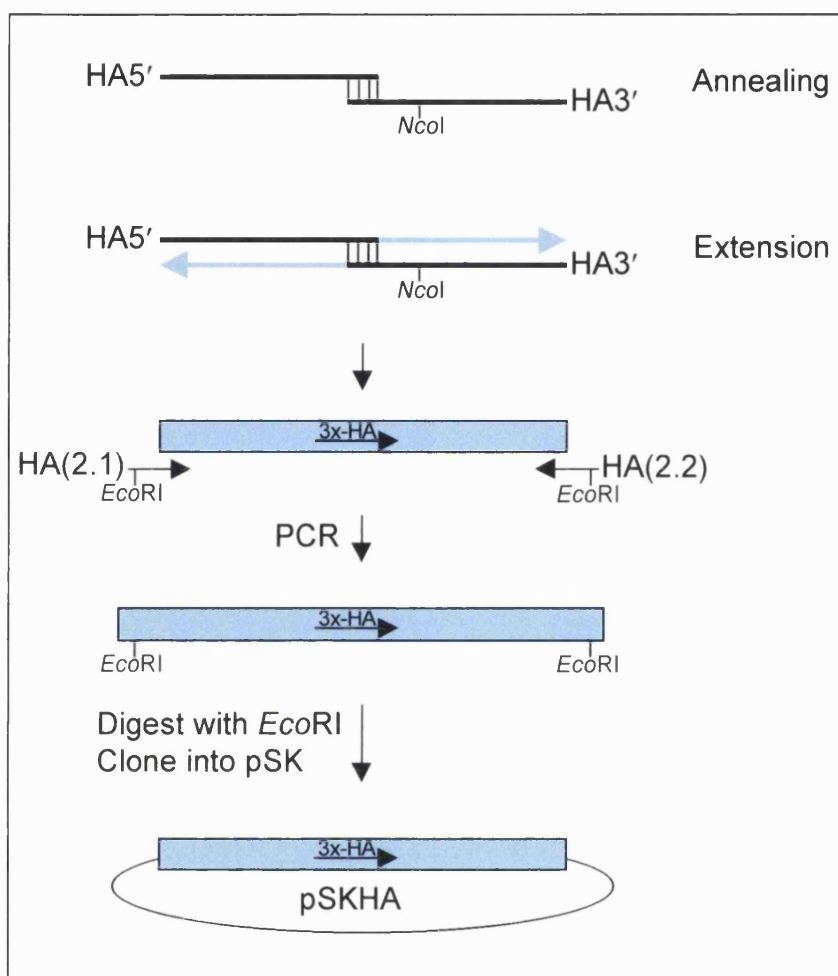 HA5′ Annealing
HA3′
NcoI
HA5′ Extension
HA3′
NcoI
3x-HA
HA(2.1) HA(2.2)
EcoRI EcoRI
PCR
3x-HA
EcoRI EcoRI
Digest with EcoRI
Clone into pSK
3x-HA
pSKHA